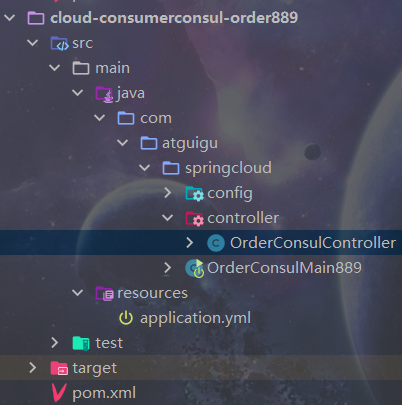 cloud-consumerconsul-order889
src
main
java
com
atguigu
springcloud
config
controller
OrderConsulController
OrderConsulMain889
resources
application.yml
test
target
pom.xml